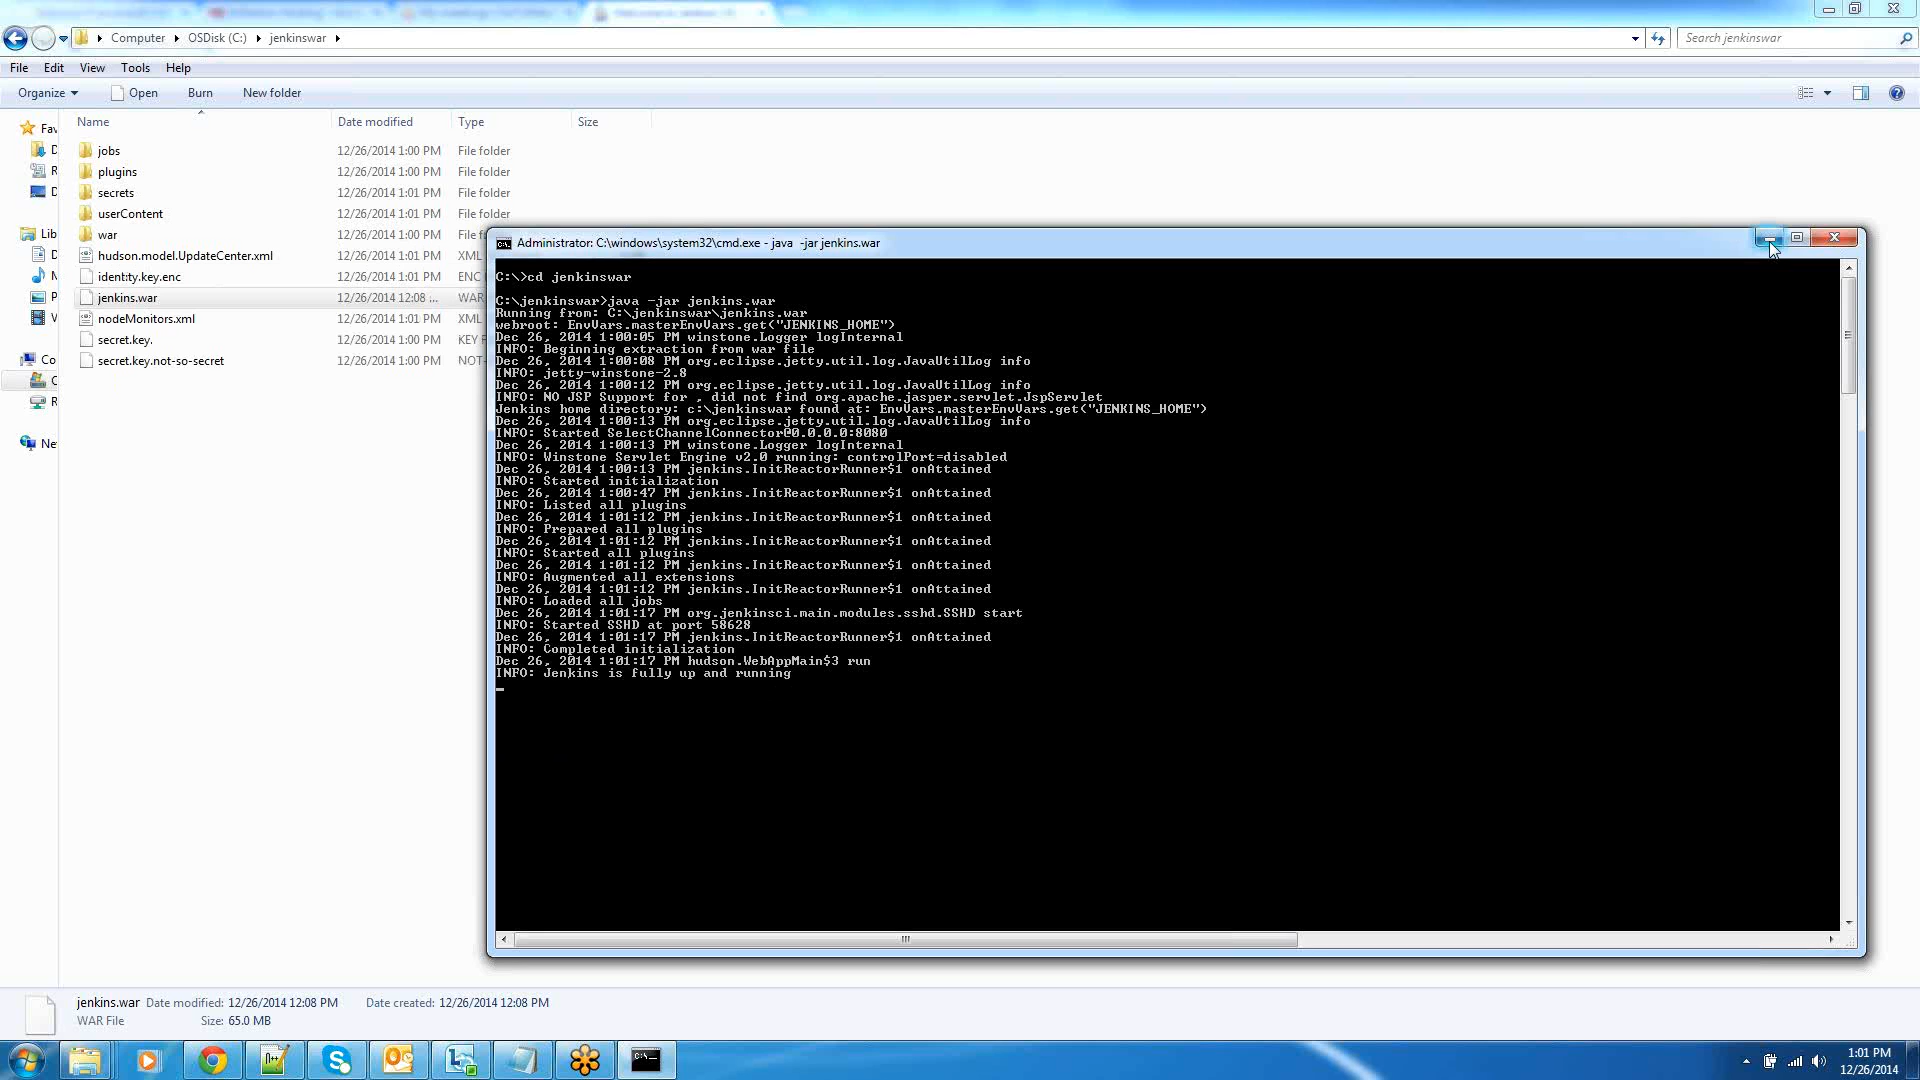 Computer
OSDisk (C:)
jenkinswar
Search jenkinswar
File Edit View Tools Help
Organize Open Burn New folder
Name Date modified Type Size
Fav
jobs 12/26/2014 1:00 PM File folder
plugins 12/26/2014 1:00 PM File folder
secrets 12/26/2014 1:01 PM File folder
userContent 12/26/2014 1:01 PM File folder
war 12/26/2014 1:00 PM File f
hudson.model.UpdateCenter.xml 12/26/2014 1:01 PM XML
identity.key.enc 12/26/2014 1:01 PM ENC
jenkins.war 12/26/2014 12:08 ... WAR
nodeMonitors.xml 12/26/2014 1:01 PM XML
secret.key. 12/26/2014 1:00 PM KEY F
secret.key.not-so-secret 12/26/2014 1:00 PM NOT-
Lib
Co
Ne
Administrator: C:\windows\system32\cmd.exe - java -jar jenkins.war
C:\>cd jenkinswar
C:\jenkinswar>java -jar jenkins.war
Running from: C:\jenkinswar\jenkins.war
webroot: EnvVars.masterEnvVars.get("JENKINS_HOME")
Dec 26, 2014 1:00:05 PM winstone.Logger logInternal
INFO: Beginning extraction from war file
Dec 26, 2014 1:00:08 PM org.eclipse.jetty.util.log.JavaUtilLog info
INFO: jetty-winstone-2.8
Dec 26, 2014 1:00:12 PM org.eclipse.jetty.util.log.JavaUtilLog info
INFO: NO JSP Support for , did not find org.apache.jasper.servlet.JspServlet
Jenkins home directory: c:\jenkinswar found at: EnvVars.masterEnvVars.get("JENKINS_HOME")
Dec 26, 2014 1:00:13 PM org.eclipse.jetty.util.log.JavaUtilLog info
INFO: Started SelectChannelConnector@0.0.0.0:8080
Dec 26, 2014 1:00:13 PM winstone.Logger logInternal
INFO: Winstone Servlet Engine v2.0 running: controlPort=disabled
Dec 26, 2014 1:00:13 PM jenkins.InitReactorRunner$1 onAttained
INFO: Started initialization
Dec 26, 2014 1:00:47 PM jenkins.InitReactorRunner$1 onAttained
INFO: Listed all plugins
Dec 26, 2014 1:01:12 PM jenkins.InitReactorRunner$1 onAttained
INFO: Prepared all plugins
Dec 26, 2014 1:01:12 PM jenkins.InitReactorRunner$1 onAttained
INFO: Started all plugins
Dec 26, 2014 1:01:12 PM jenkins.InitReactorRunner$1 onAttained
INFO: Augmented all extensions
Dec 26, 2014 1:01:12 PM jenkins.InitReactorRunner$1 onAttained
INFO: Loaded all jobs
Dec 26, 2014 1:01:17 PM org.jenkinsci.main.modules.sshd.SSHD start
INFO: Started SSHD at port 58628
Dec 26, 2014 1:01:17 PM jenkins.InitReactorRunner$1 onAttained
INFO: Completed initialization
Dec 26, 2014 1:01:17 PM hudson.WebAppMain$3 run
INFO: Jenkins is fully up and running
jenkins.war Date modified: 12/26/2014 12:08 PM Date created: 12/26/2014 12:08 PM
WAR File Size: 65.0 MB
1:01 PM
12/26/2014